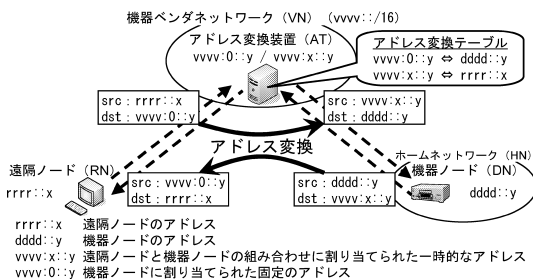 機器ベンダネットワーク（VN）（vvvv::/16）
アドレス変換装置（AT）
vvvv:0::y / vvvv:x::y
アドレス変換テーブル
vvvv:0::y ⇔ dddd::y
vvvv:x::y ⇔ rrrr::x
src：rrrr::x
dst：vvvv:0::y
src：vvvv:x::y
dst：dddd::y
アドレス変換
遠隔ノード（RN）
rrrr::x
src：vvvv:0::y
dst：rrrr::x
src：dddd::y
dst：vvvv:x::y
ホームネットワーク（HN）
機器ノード（DN）
dddd::y
rrrr::x 遠隔ノードのアドレス
dddd::y 機器ノードのアドレス
vvvv:x::y 遠隔ノードと機器ノードの組み合わせに割り当てられた一時的なアドレス
vvvv:0::y 機器ノードに割り当てられた固定のアドレス